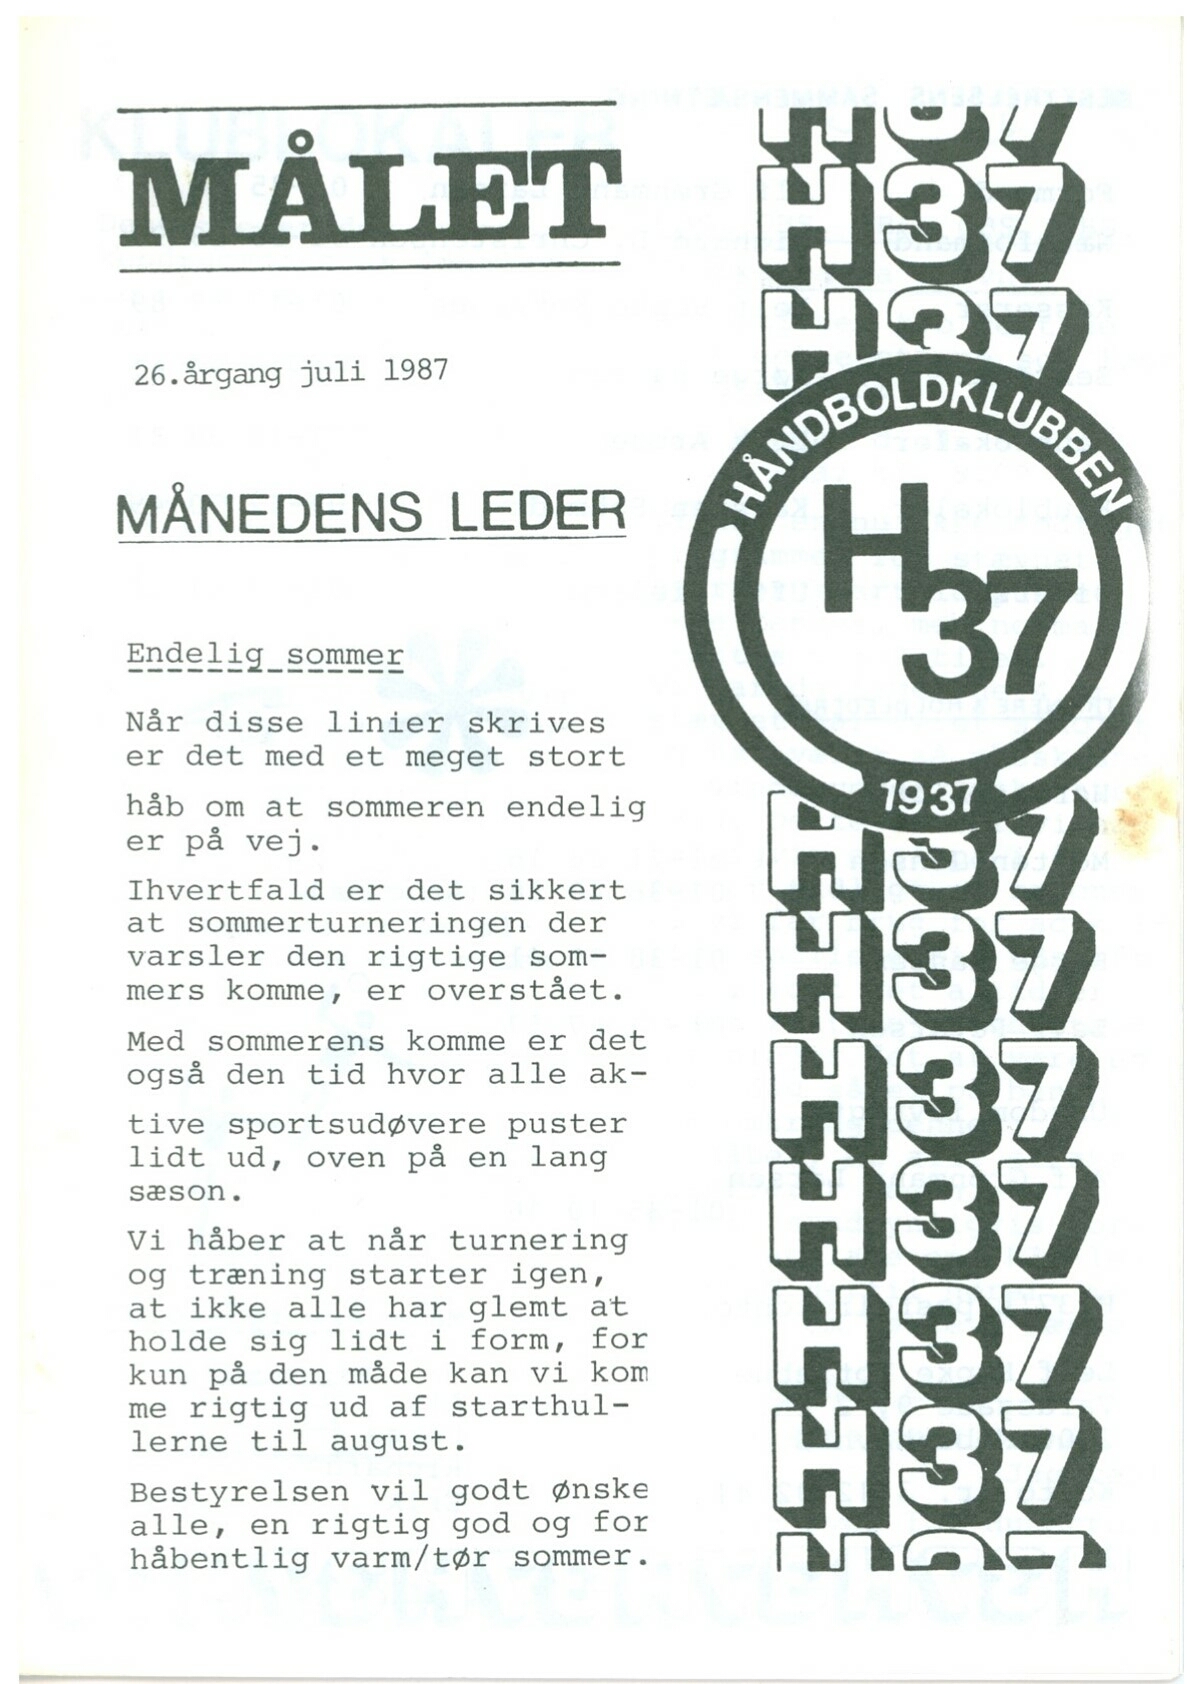 MÅLET
26.årgang juli 1987
MÅNEDENS LEDER
Endelig sommer
Når disse linier skrives
er det med et meget stort
håb om at sommeren endelig
er på vej.
Ihvertfald er det sikkert
at sommerturneringen der
varsler den rigtige som-
mers komme, er overstået.
Med sommerens komme er det
også den tid hvor alle ak-
tive sportsudøvere puster
lidt ud, oven på en lang
sæson.
Vi håber at når turnering
og træning starter igen,
at ikke alle har glemt at
holde sig lidt i form, for
kun på den måde kan vi kom
me rigtig ud af starthul-
lerne til august.
Bestyrelsen vil godt ønske
alle, en rigtig god og for
håbentlig varm/tør sommer.
H37
H37
H37
HÅNDBOLDKLUBBEN
H37
1937
H37
H37
H37
H37
H37
H37
H37